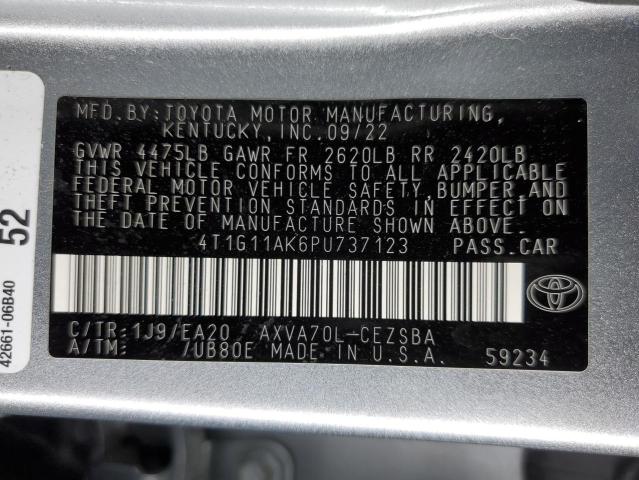 MFD. BY: TOYOTA MOTOR MANUFACTURING,
KENTUCKY, INC. 09/22
GVWR 4475LB GAWR FR 2620LB RR 2420LB
THIS VEHICLE CONFORMS TO ALL APPLICABLE
FEDERAL MOTOR VEHICLE SAFETY, BUMPER AND
THEFT PREVENTION STANDARDS IN EFFECT ON
THE DATE OF MANUFACTURE SHOWN ABOVE.
4T1G11AK6PU737123 PASS.CAR
C/TR:1J9/EA20 AXVA70L-CEZSBA
A/TM: /UB80E MADE IN U.S.A. 59234
52
42661-06B40